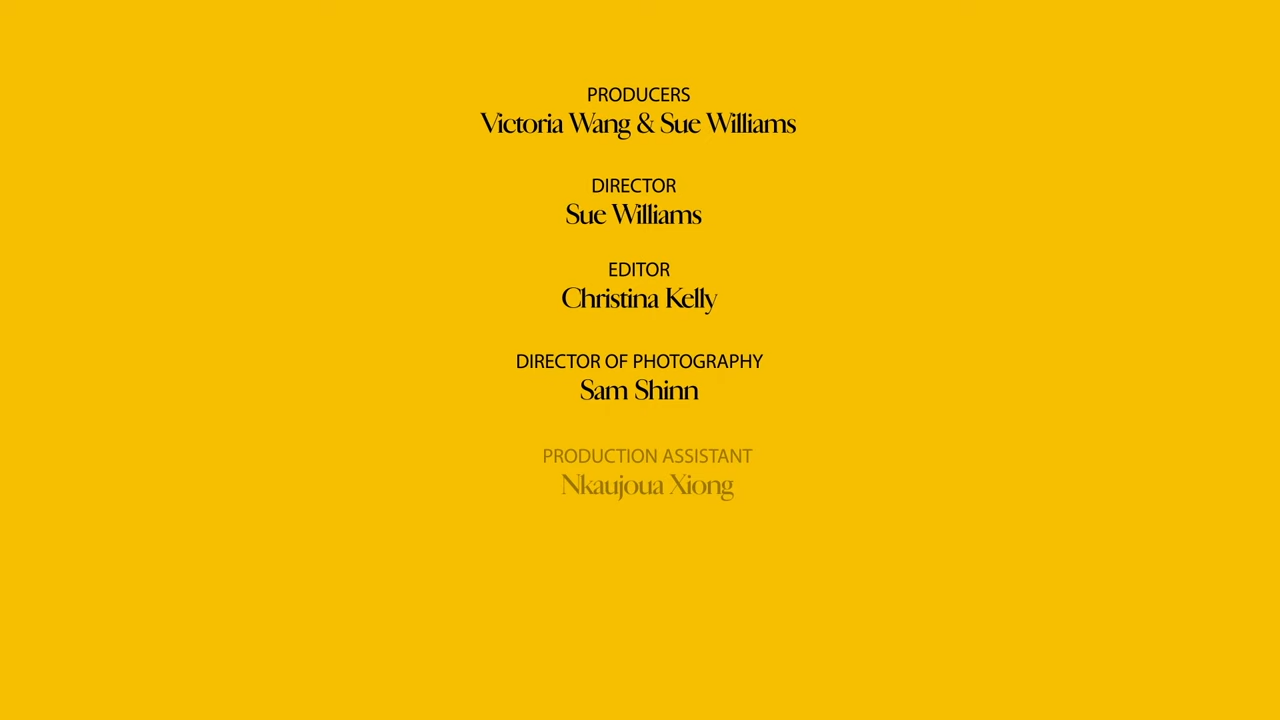 PRODUCERS
Victoria Wang & Sue Williams
DIRECTOR
Sue Williams
EDITOR
Christina Kelly
DIRECTOR OF PHOTOGRAPHY
Sam Shinn
PRODUCTION ASSISTANT
Nkaujoua Xiong